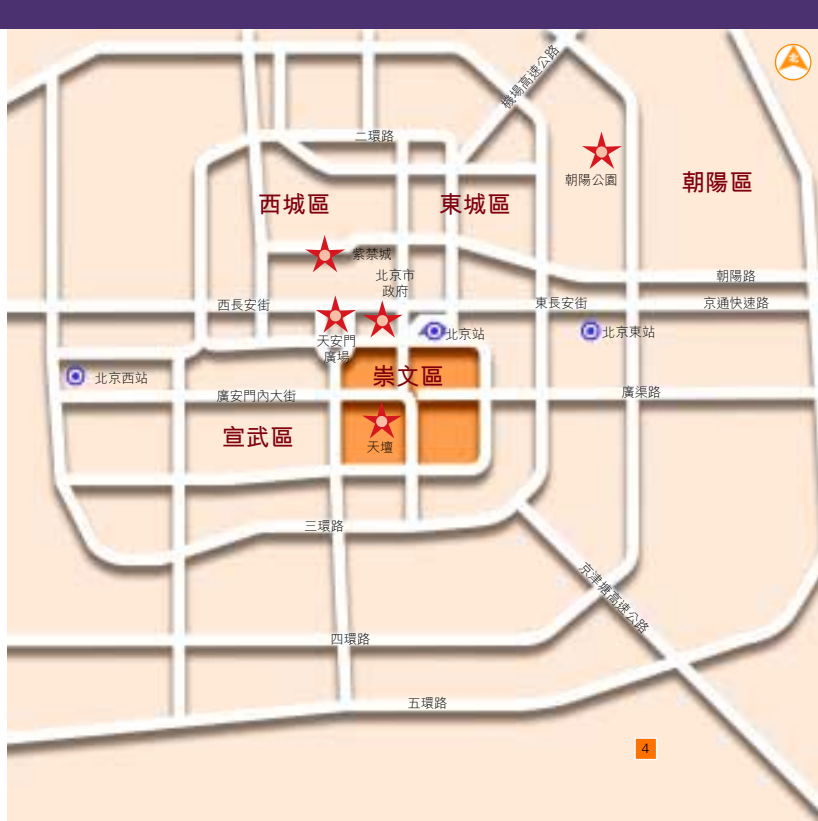 北
機場高速公路
二環路
朝陽公園
朝陽區
西城區
東城區
紫禁城
北京市
政府
朝陽路
西長安街
東長安街
京通快速路
北京站
北京東站
天安門
廣場
北京西站
崇文區
廣安門內大街
廣渠路
宣武區
天壇
三環路
京津塘高速公路
四環路
五環路
4